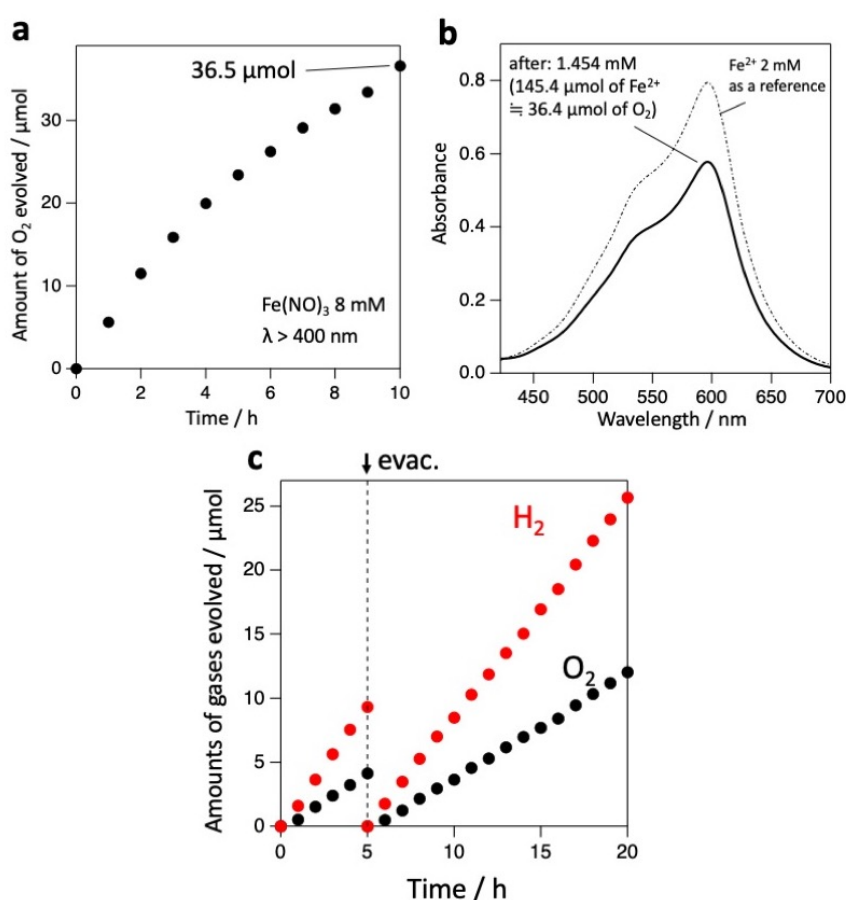 a
36.5 μmol
Amount of O₂ evolved / μmol
30
20
10
0
Fe(NO)₃ 8 mM
λ > 400 nm
0 2 4 6 8 10
Time / h
b
after: 1.454 mM
(145.4 μmol of Fe²⁺
≒ 36.4 μmol of O₂)
Fe²⁺ 2 mM
as a reference
Absorbance
0.8
0.6
0.4
0.2
0.0
450 500 550 600 650 700
Wavelength / nm
c
evac.
H₂
O₂
Amounts of gases evolved / μmol
25
20
15
10
5
0
0 5 10 15 20
Time / h